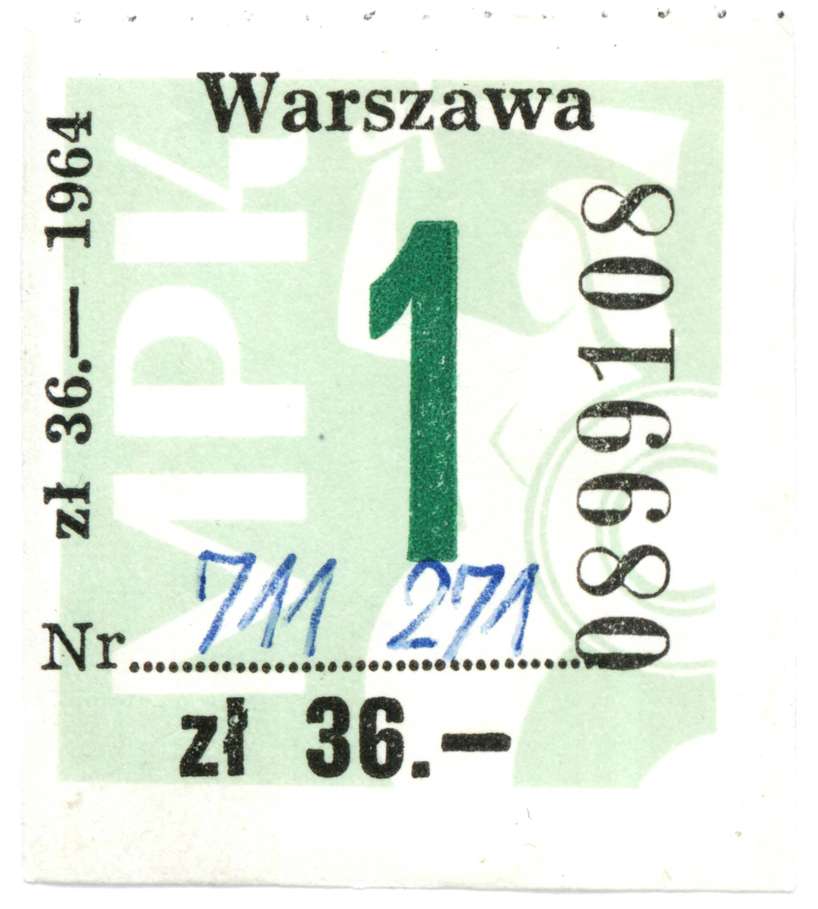 Warszawa
zł 36.— 1964
MPK
1
0899108
Nr 711 271
zł 36.—